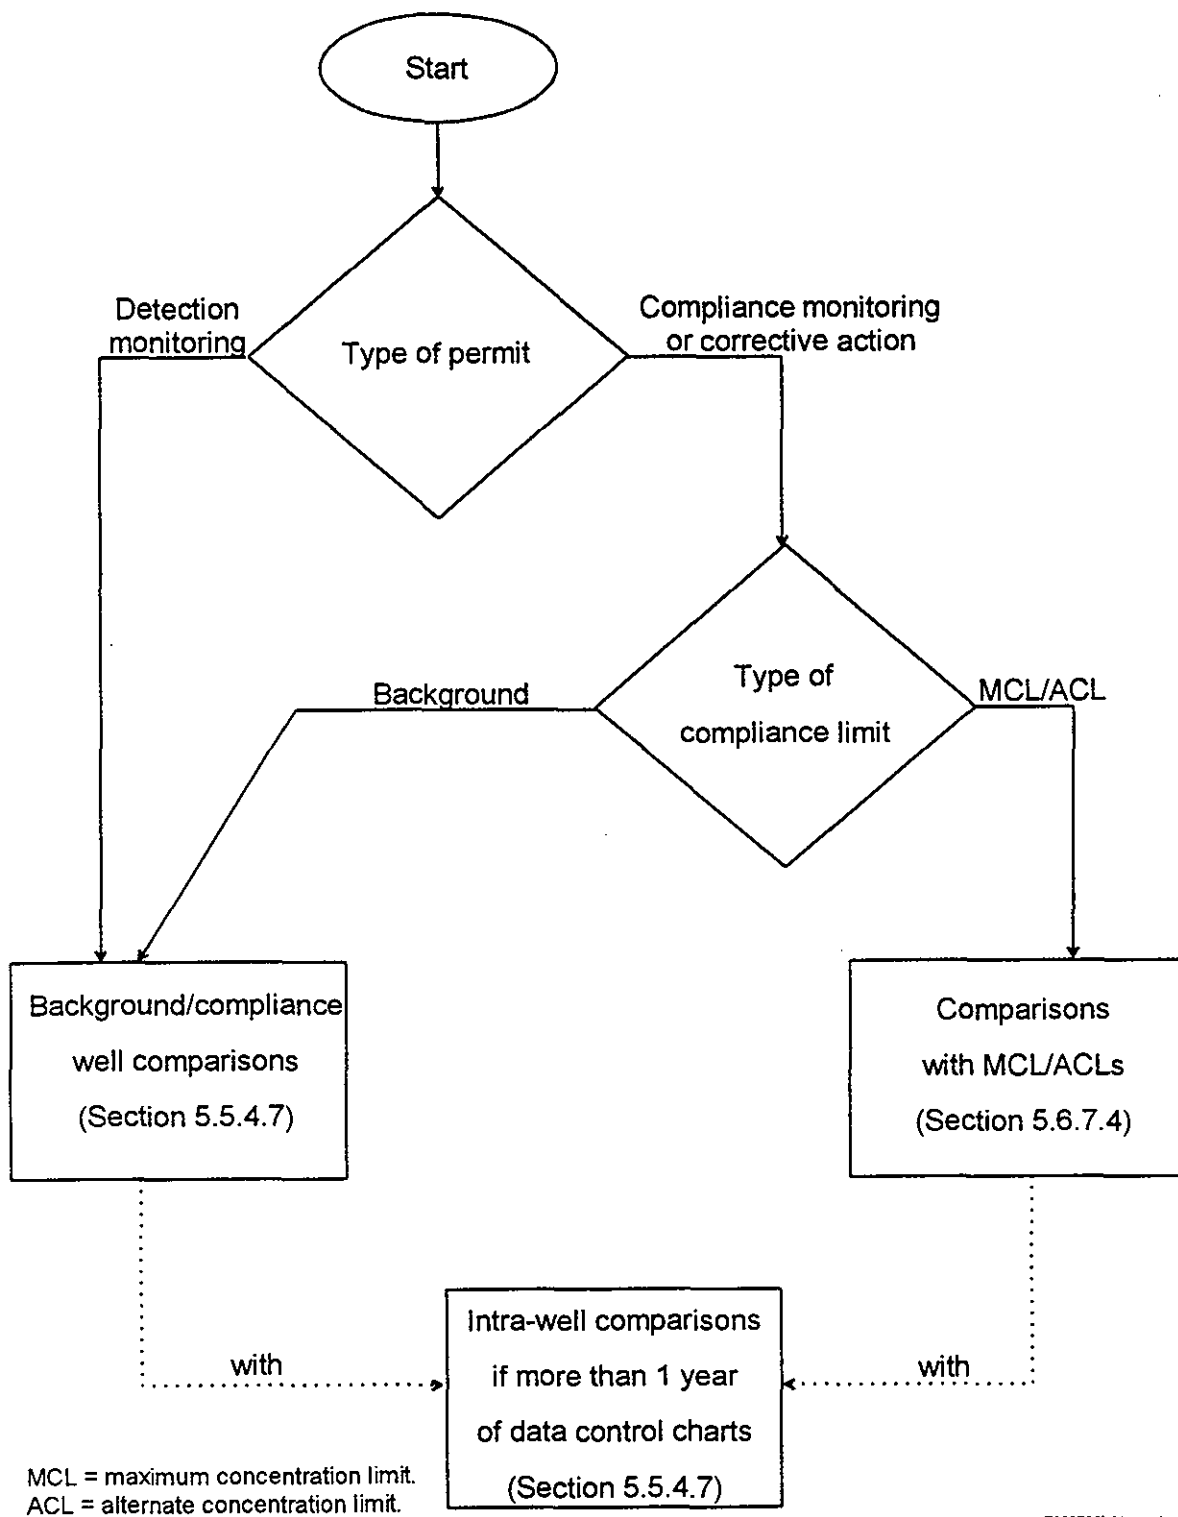 Start
Detection
monitoring
Type of permit
Compliance monitoring
or corrective action
Background
Type of
compliance limit
MCL/ACL
Background/compliance
well comparisons
(Section 5.5.4.7)
Comparisons
with MCL/ACLs
(Section 5.6.7.4)
with
Intra-well comparisons
if more than 1 year
of data control charts
(Section 5.5.4.7)
with
MCL = maximum concentration limit.
ACL = alternate concentration limit.